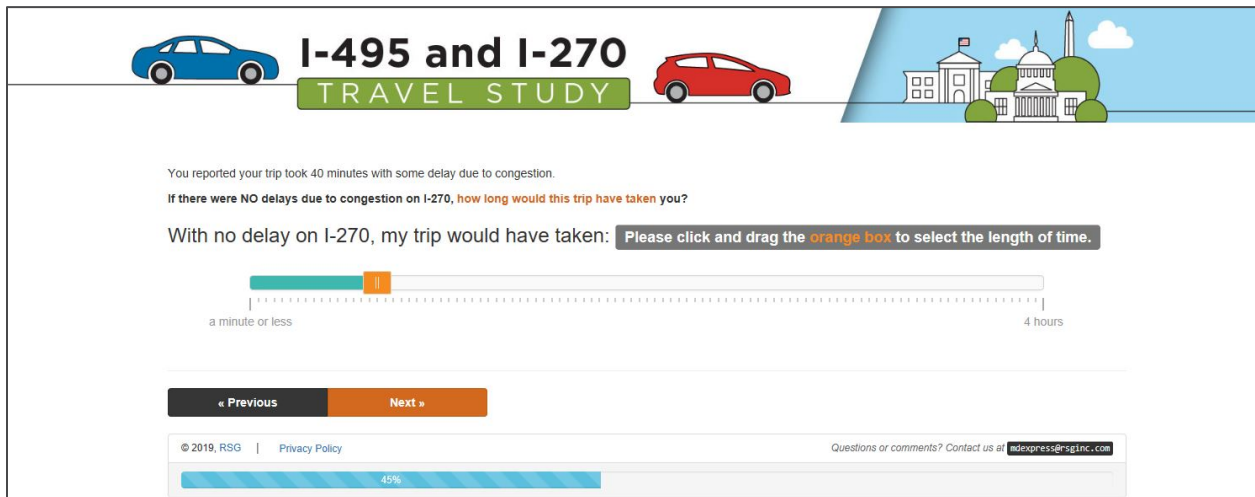 I-495 and I-270
TRAVEL STUDY
You reported your trip took 40 minutes with some delay due to congestion.
If there were NO delays due to congestion on I-270, how long would this trip have taken you?
With no delay on I-270, my trip would have taken: Please click and drag the orange box to select the length of time.
a minute or less 4 hours
« Previous Next »
© 2019, RSG | Privacy Policy Questions or comments? Contact us at mdexpress@rsginc.com
45%